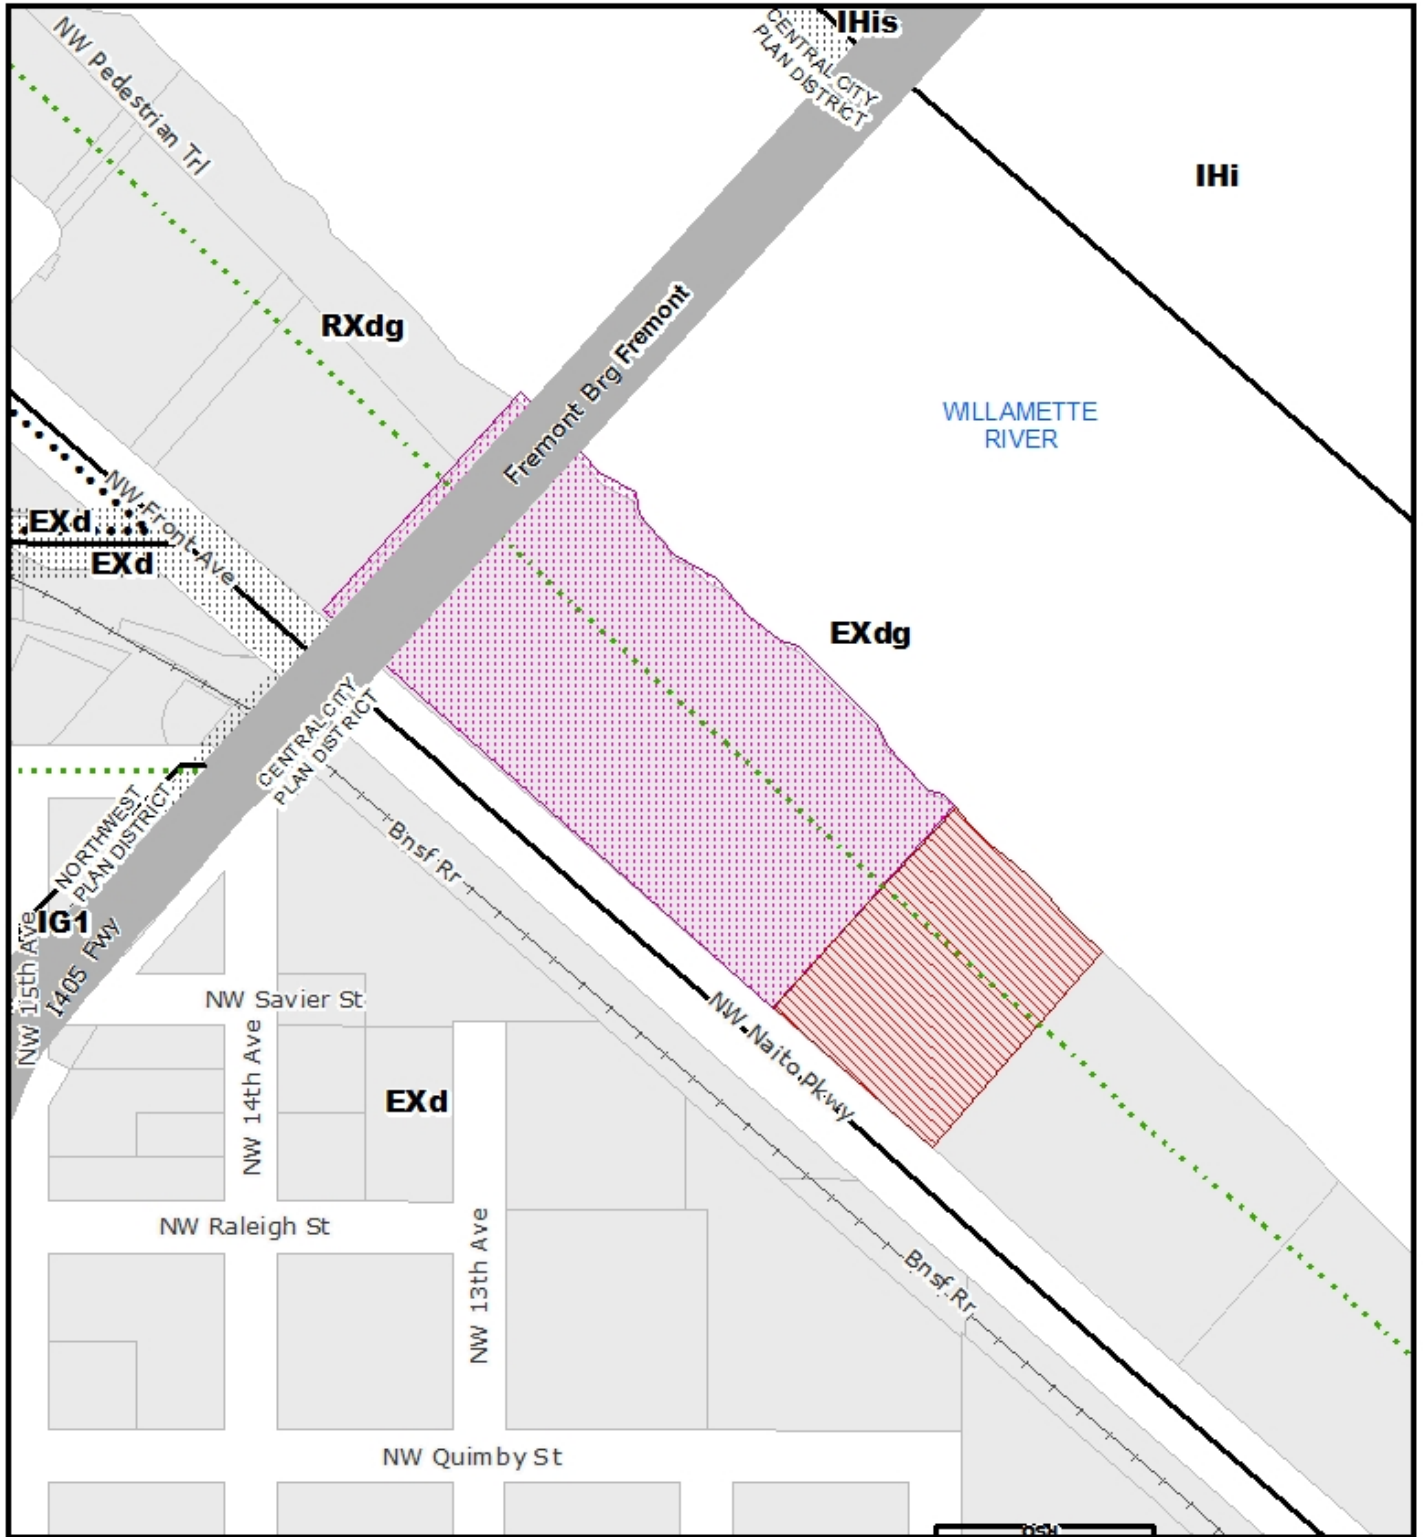 IHis
CENTRAL CITY
PLAN DISTRICT
NW Pedestrian Trl
IHi
RXdg
Fremont Brg Fremont
WILLAMETTE
RIVER
NW Front Ave
EXd
EXd
EXdg
CENTRAL CITY
PLAN DISTRICT
NORTHWEST
PLAN DISTRICT
Bnsf Rr
IG1
NW 15th Ave
I405 Fwy
NW Savier St
NW Naito Pkwy
NW 14th Ave
EXd
NW Raleigh St
NW 13th Ave
Bnsf Rr
NW Quimby St